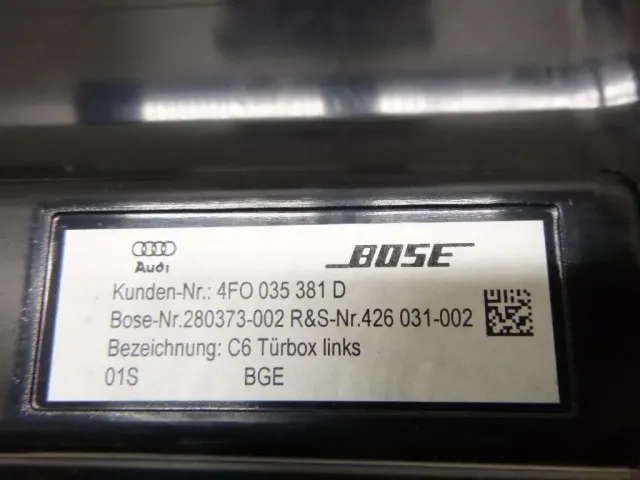 Audi BOSE
Kunden-Nr.: 4FO 035 381 D
Bose-Nr.280373-002 R&S-Nr.426 031-002
Bezeichnung: C6 Türbox links
01S BGE